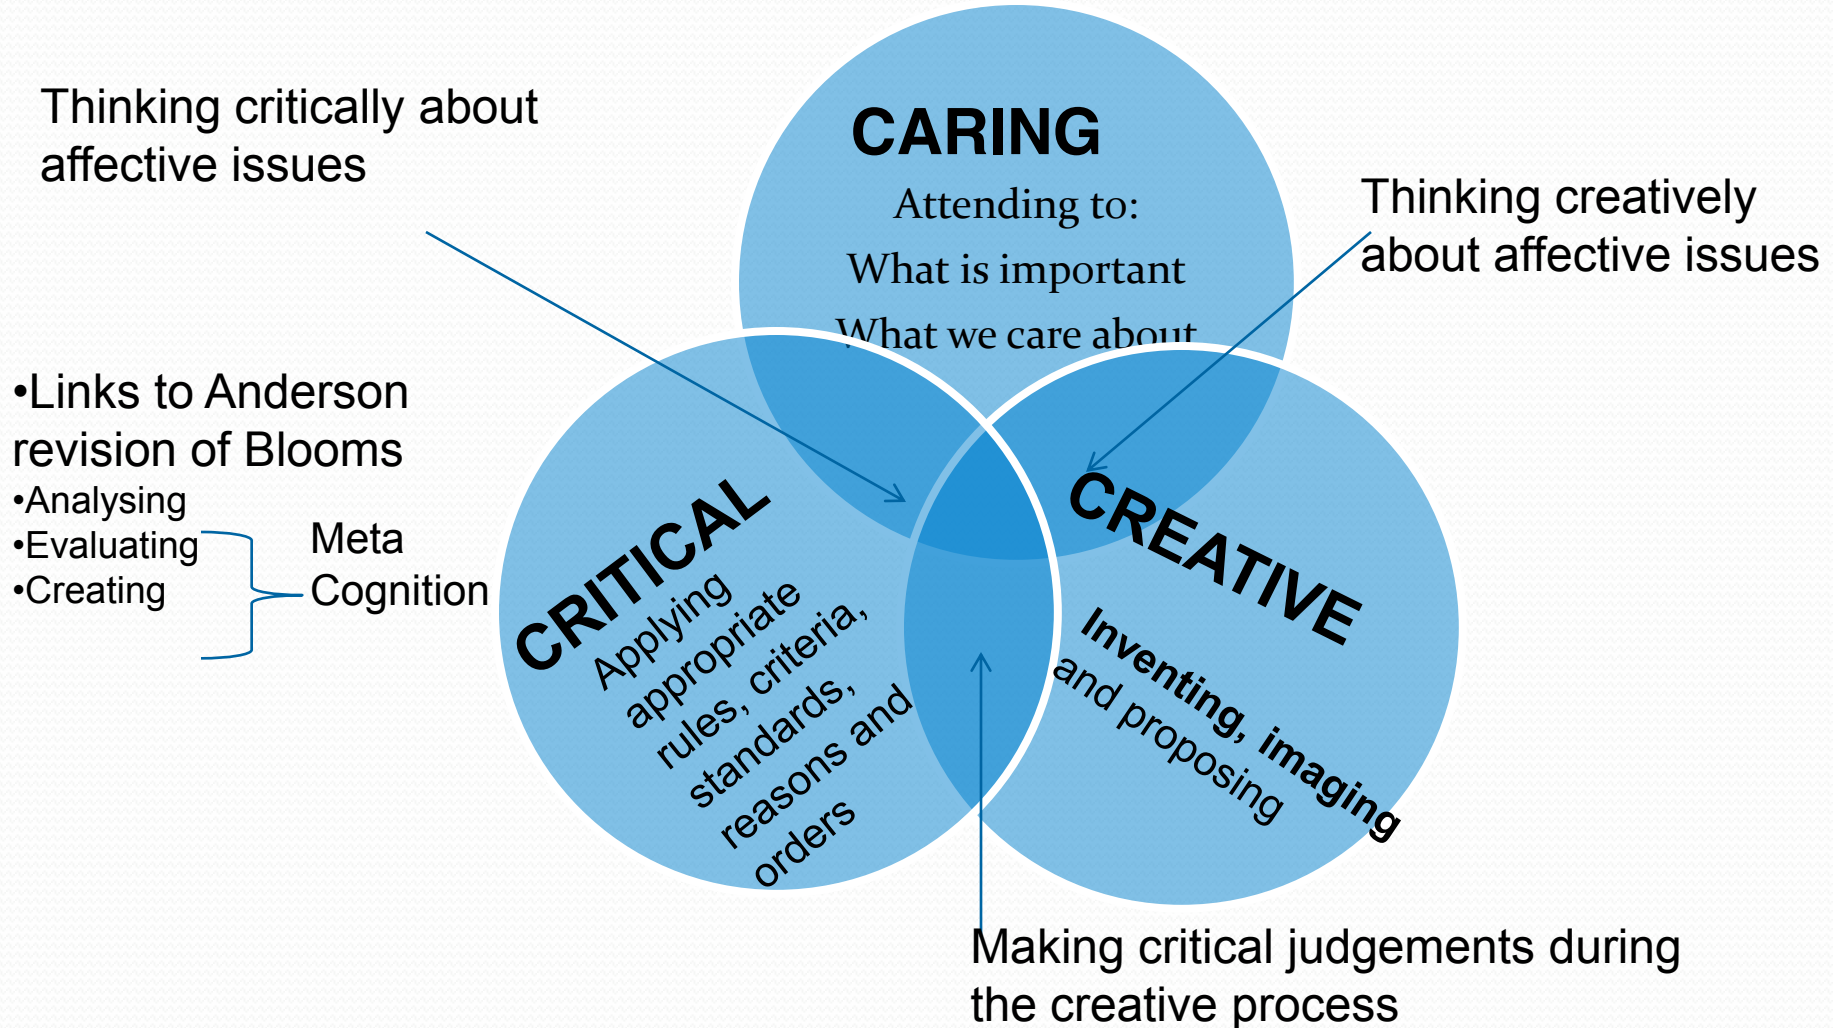 Thinking critically about
affective issues
CARING
Attending to:
What is important
What we care about
Thinking creatively
about affective issues
•Links to Anderson
revision of Blooms
•Analysing
•Evaluating
•Creating
Meta
Cognition
CRITICAL
Applying
appropriate
rules, criteria,
standards,
reasons and
orders
CREATIVE
Inventing, imaging
and proposing
Making critical judgements during
the creative process